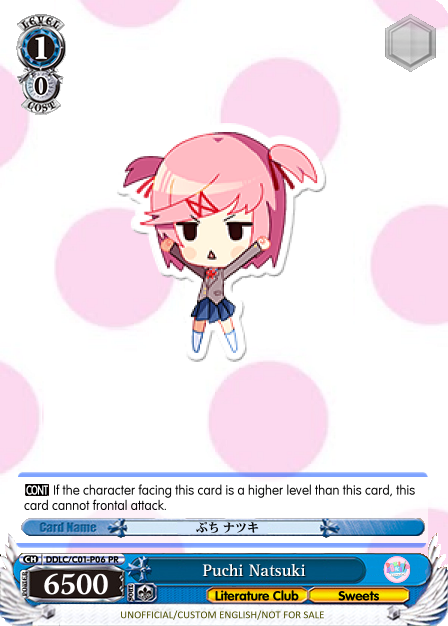 LEVEL
1
0
COST
CONT If the character facing this card is a higher level than this card, this
card cannot frontal attack.
Card Name
ぷち ナツキ
CH DDLC/C01-P06 PR
POWER 6500
SOUL
Puchi Natsuki
Literature Club
Sweets
UNOFFICIAL/CUSTOM ENGLISH/NOT FOR SALE